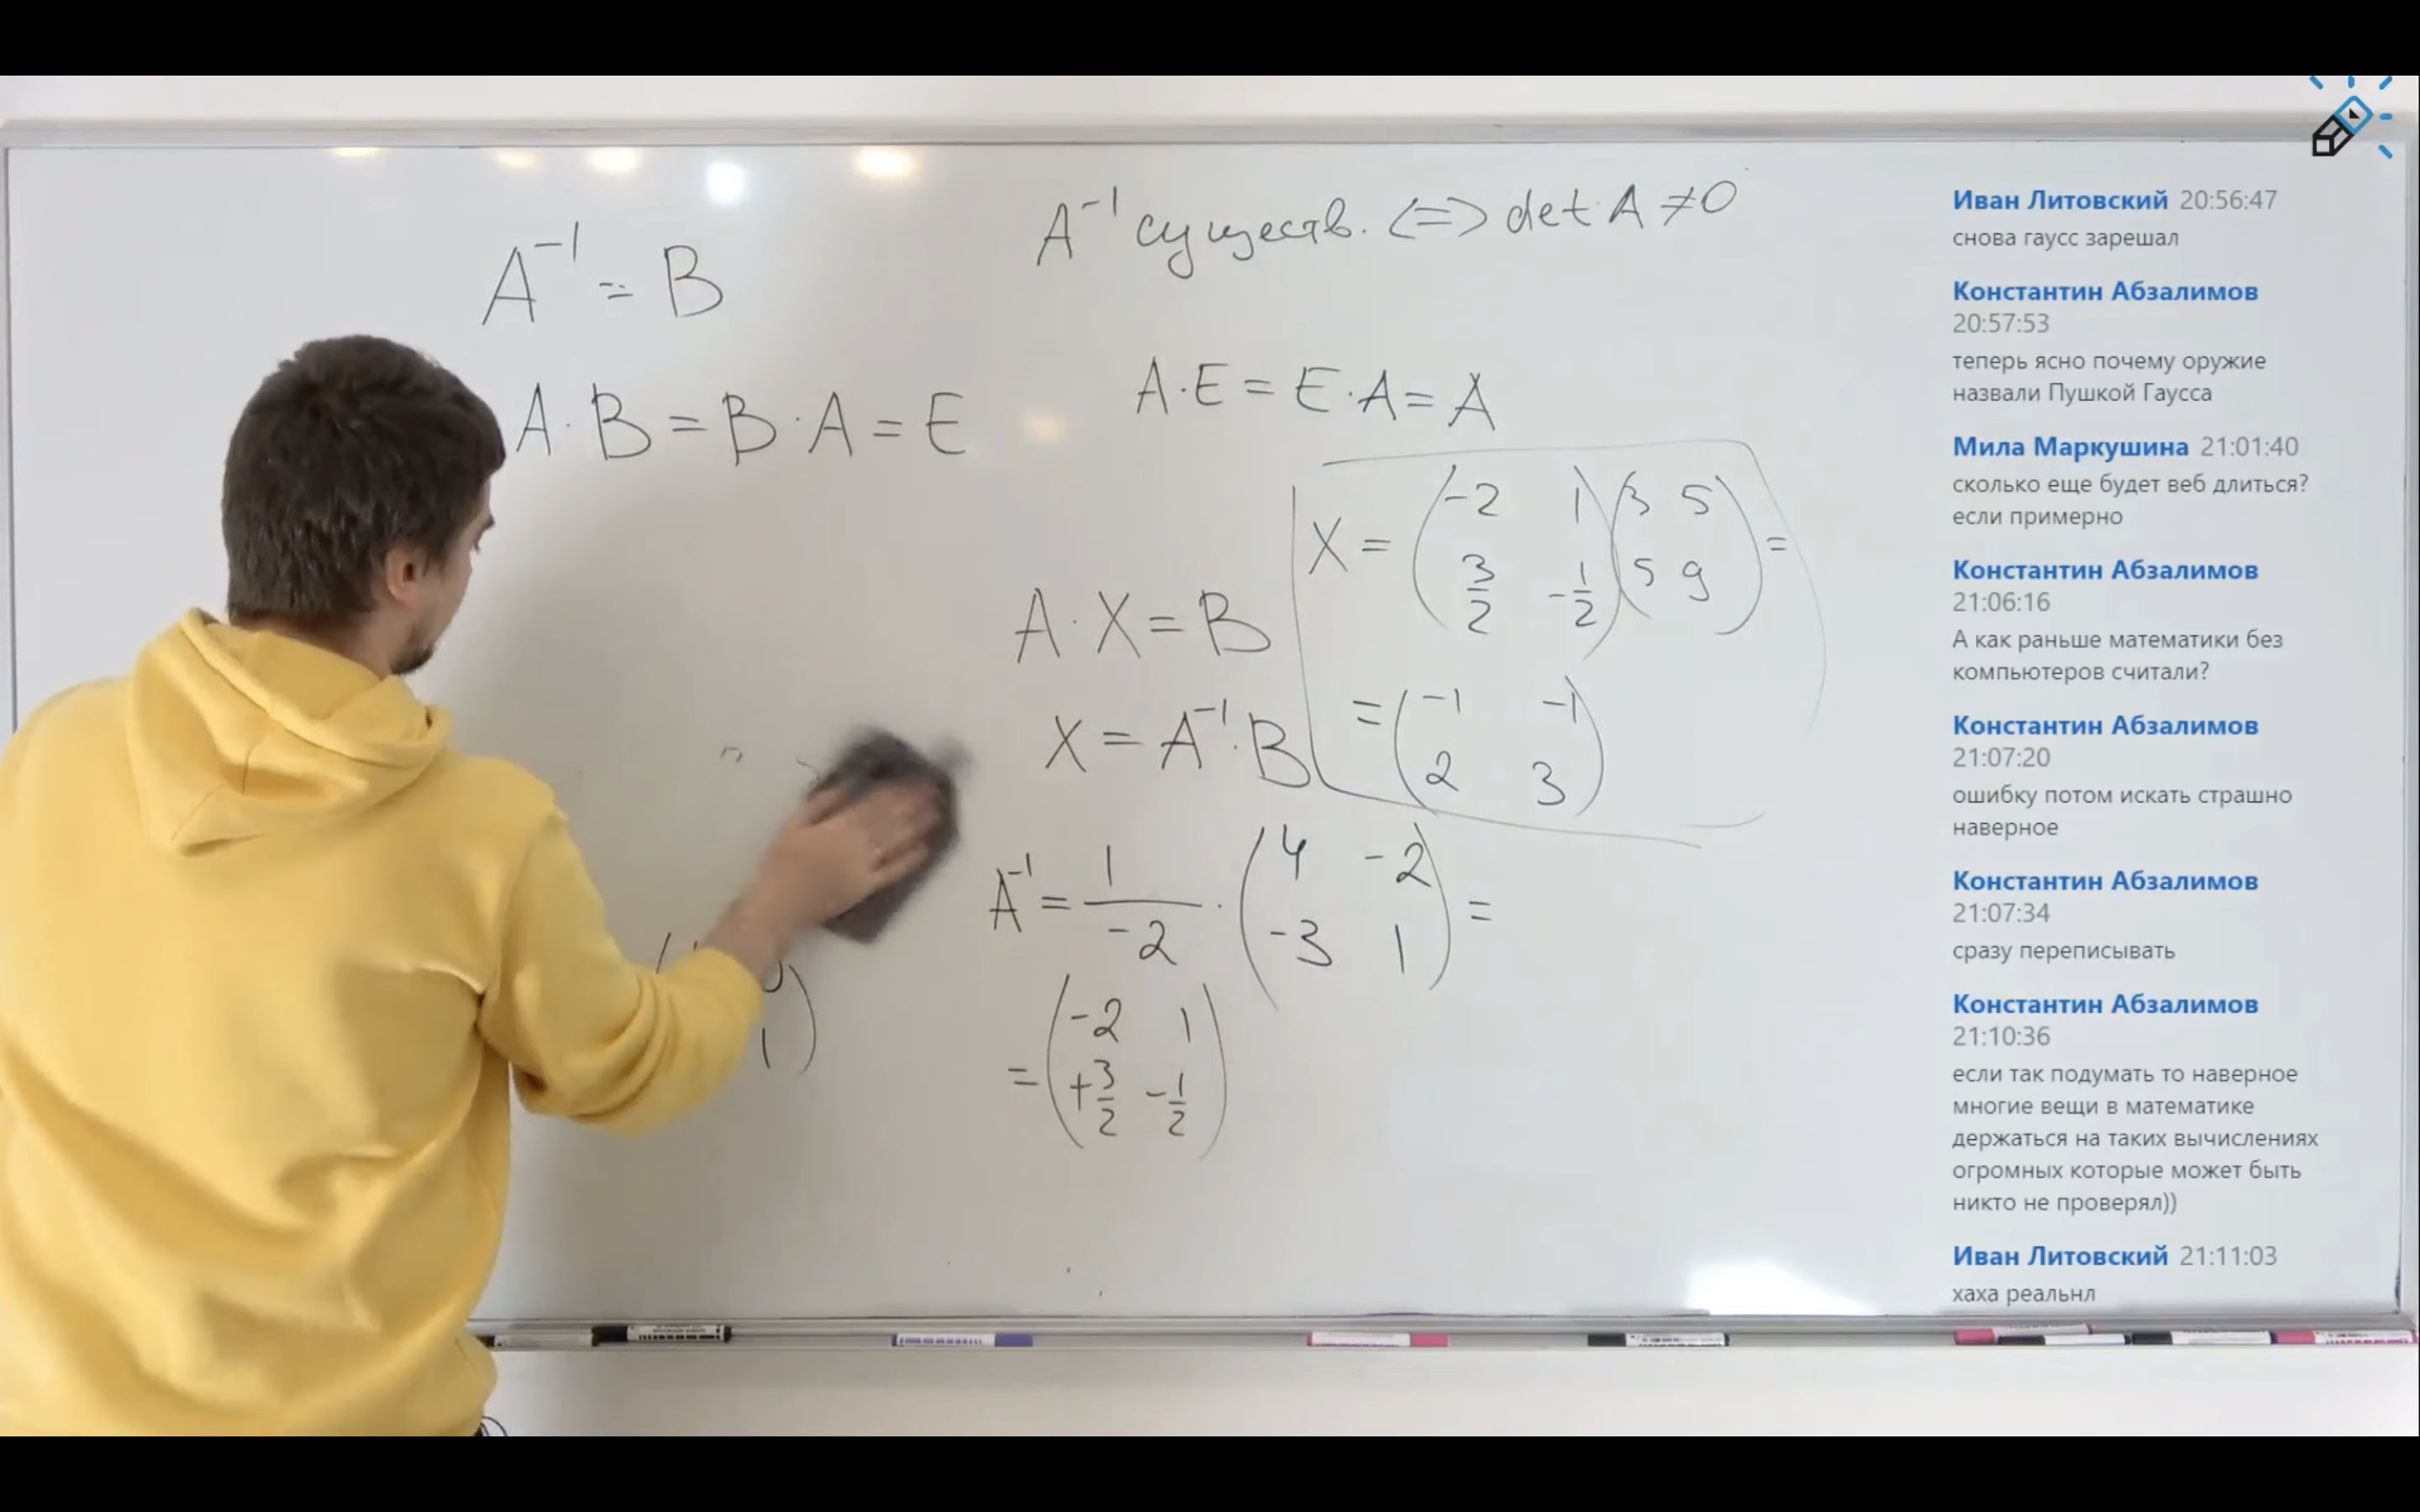 A⁻¹ = B
A · B = B · A = E
A⁻¹ существ. <=> det A ≠ 0
A · E = E · A = A
A · X = B
X = A⁻¹ · B
X = (-2 1) (3 5) =
(3/2 -1/2) (5 9)
= (-1 -1)
(2 3)
A⁻¹ = 1/-2 · (4 -2) =
(-3 1)
= (-2 1)
(+3/2 -1/2)
1)
Иван Литовский 20:56:47
снова гаусс зарешал
Константин Абзалимов
20:57:53
теперь ясно почему оружие
назвали Пушкой Гаусса
Мила Маркушина 21:01:40
сколько еще будет веб длиться?
если примерно
Константин Абзалимов
21:06:16
А как раньше математики без
компьютеров считали?
Константин Абзалимов
21:07:20
ошибку потом искать страшно
наверное
Константин Абзалимов
21:07:34
сразу переписывать
Константин Абзалимов
21:10:36
если так подумать то наверное
многие вещи в математике
держаться на таких вычислениях
огромных которые может быть
никто не проверял))
Иван Литовский 21:11:03
хаха реальнл